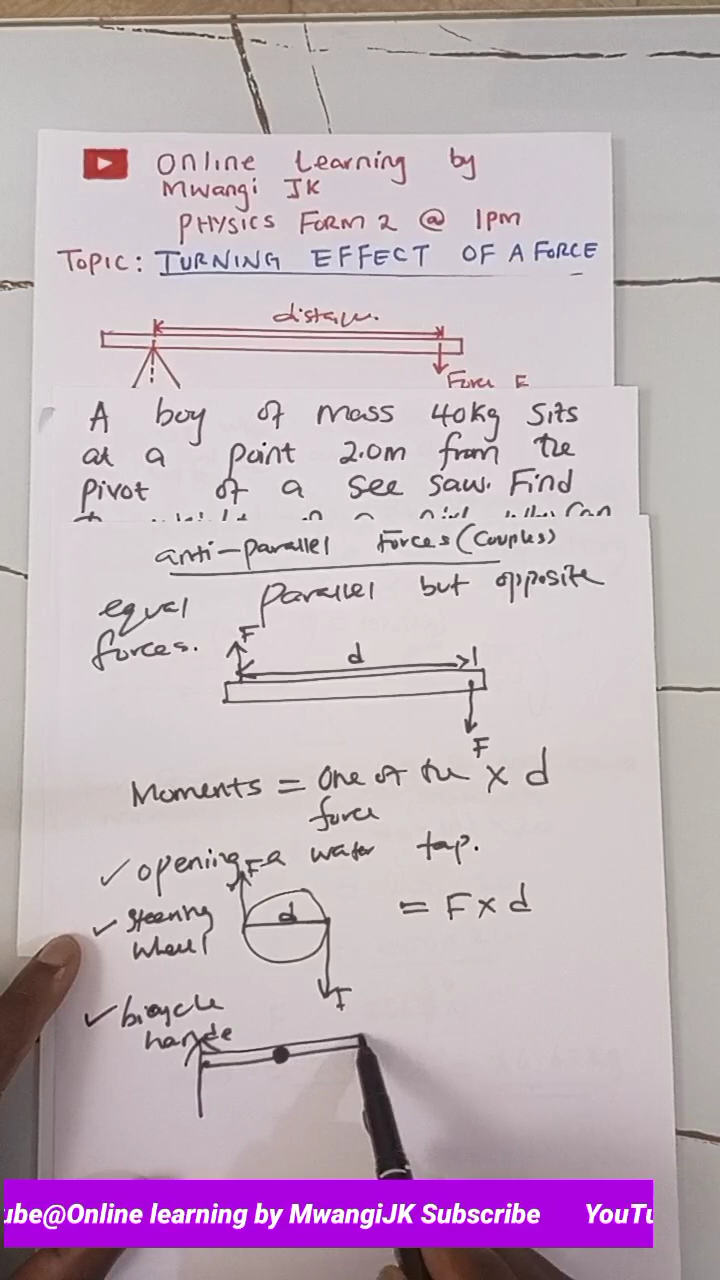 Online Learning by
Mwangi JK
PHYSICS FORM 2 @ 1pm
TOPIC: TURNING EFFECT OF A FORCE
distance.
Force F
A boy of mass 40kg sits
at a point 2.0m from the
pivot of a see saw. Find
anti-parallel Forces (Couples)
equal parallel but opposite
forces.
F
d
F
Moments = one of the force x d
✓ opening a water tap.
F
✓ steering wheel
d
= F x d
F
✓ bicycle handle
ube@Online learning by MwangiJK Subscribe YouTu